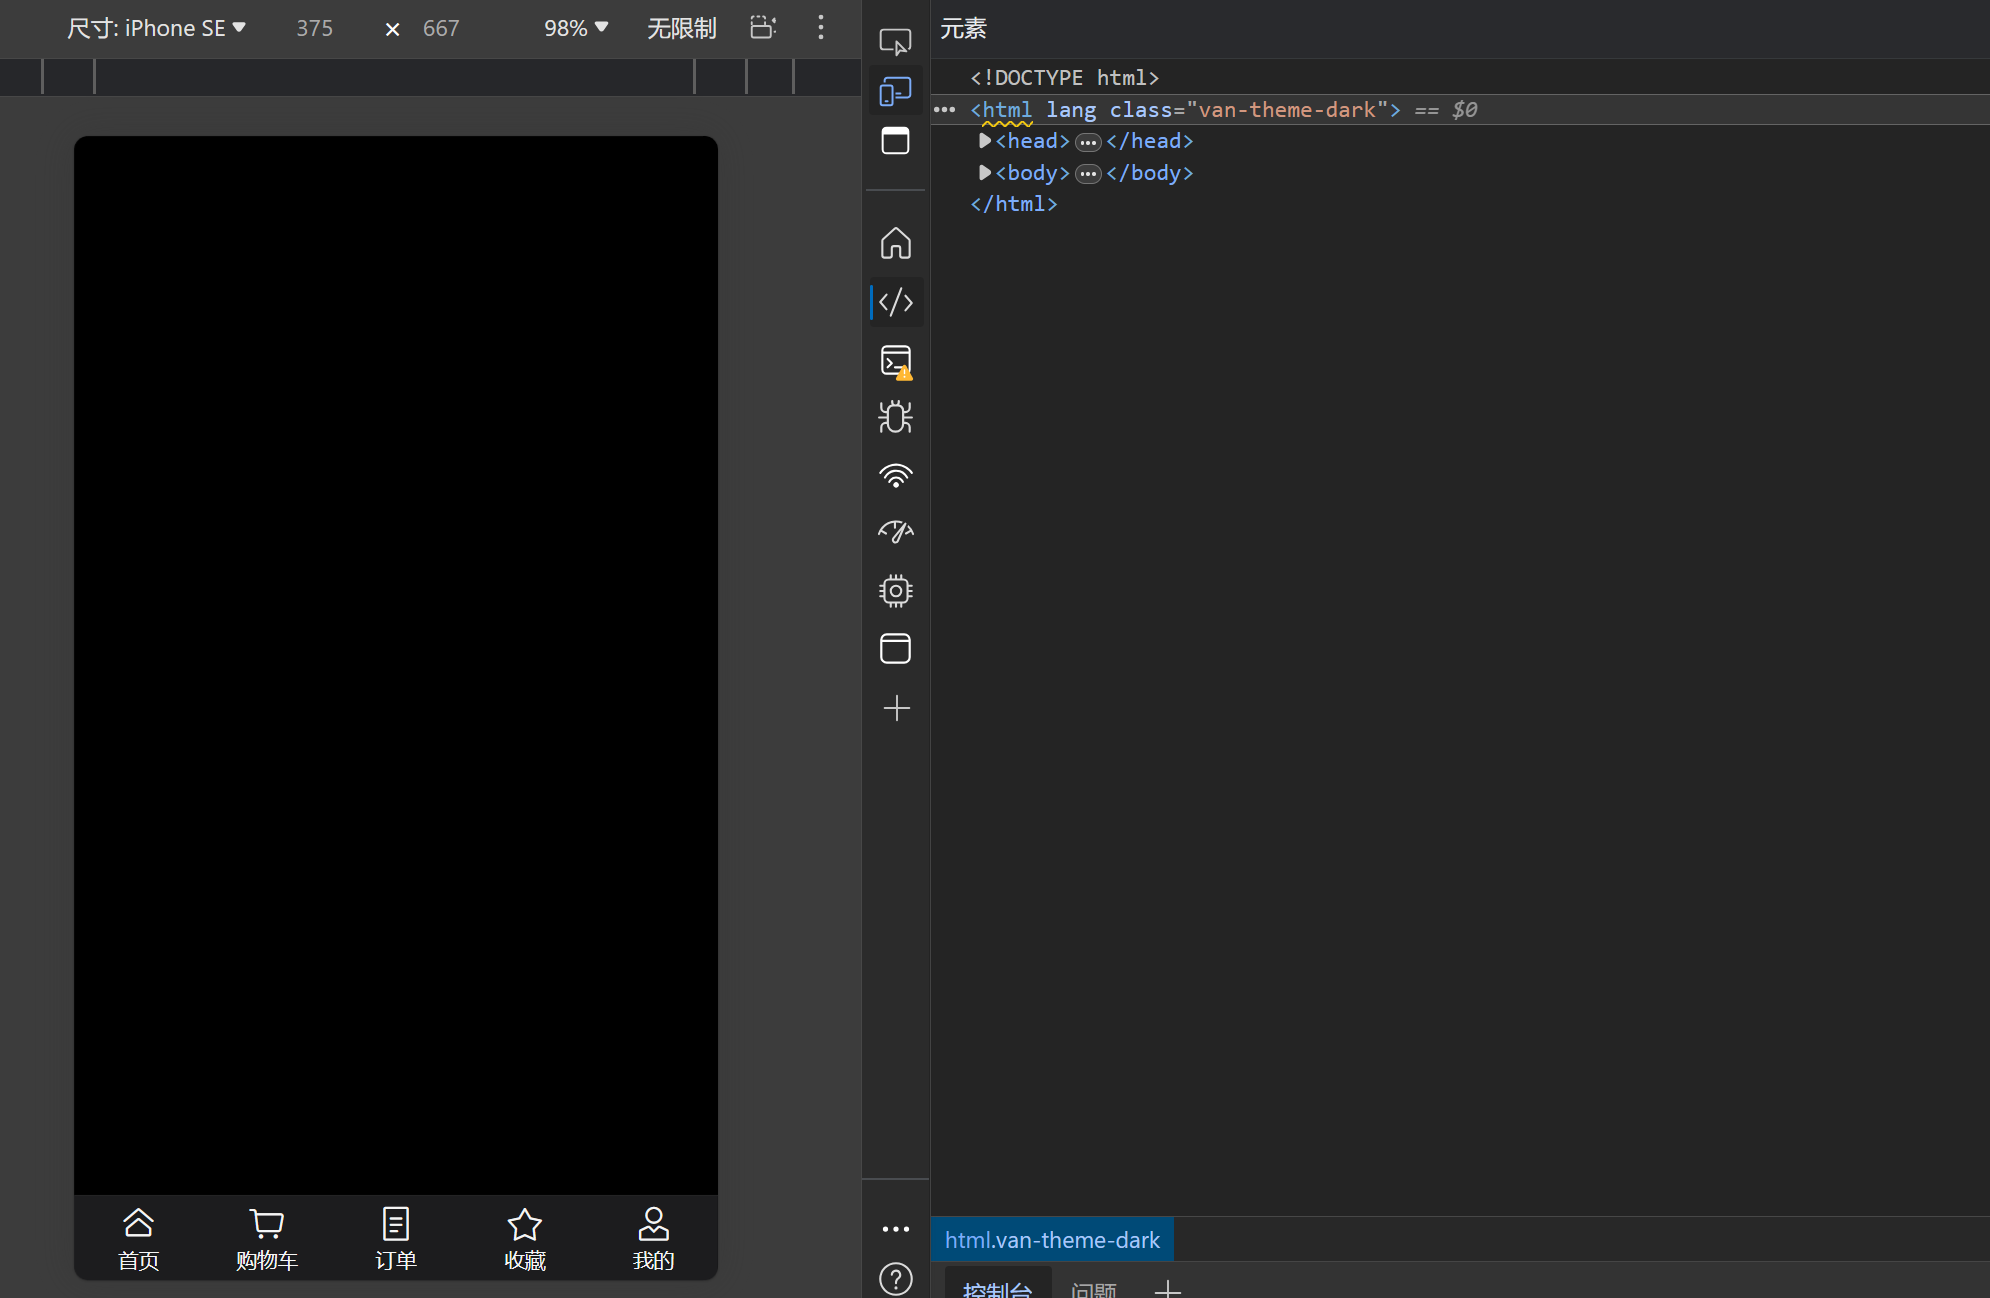 尺寸: iPhone SE 375 × 667 98% 无限制
元素
<!DOCTYPE html>
<html lang class="van-theme-dark"> == $0
<head>…</head>
<body>…</body>
</html>
首页 购物车 订单 收藏 我的
html.van-theme-dark
控制台 问题